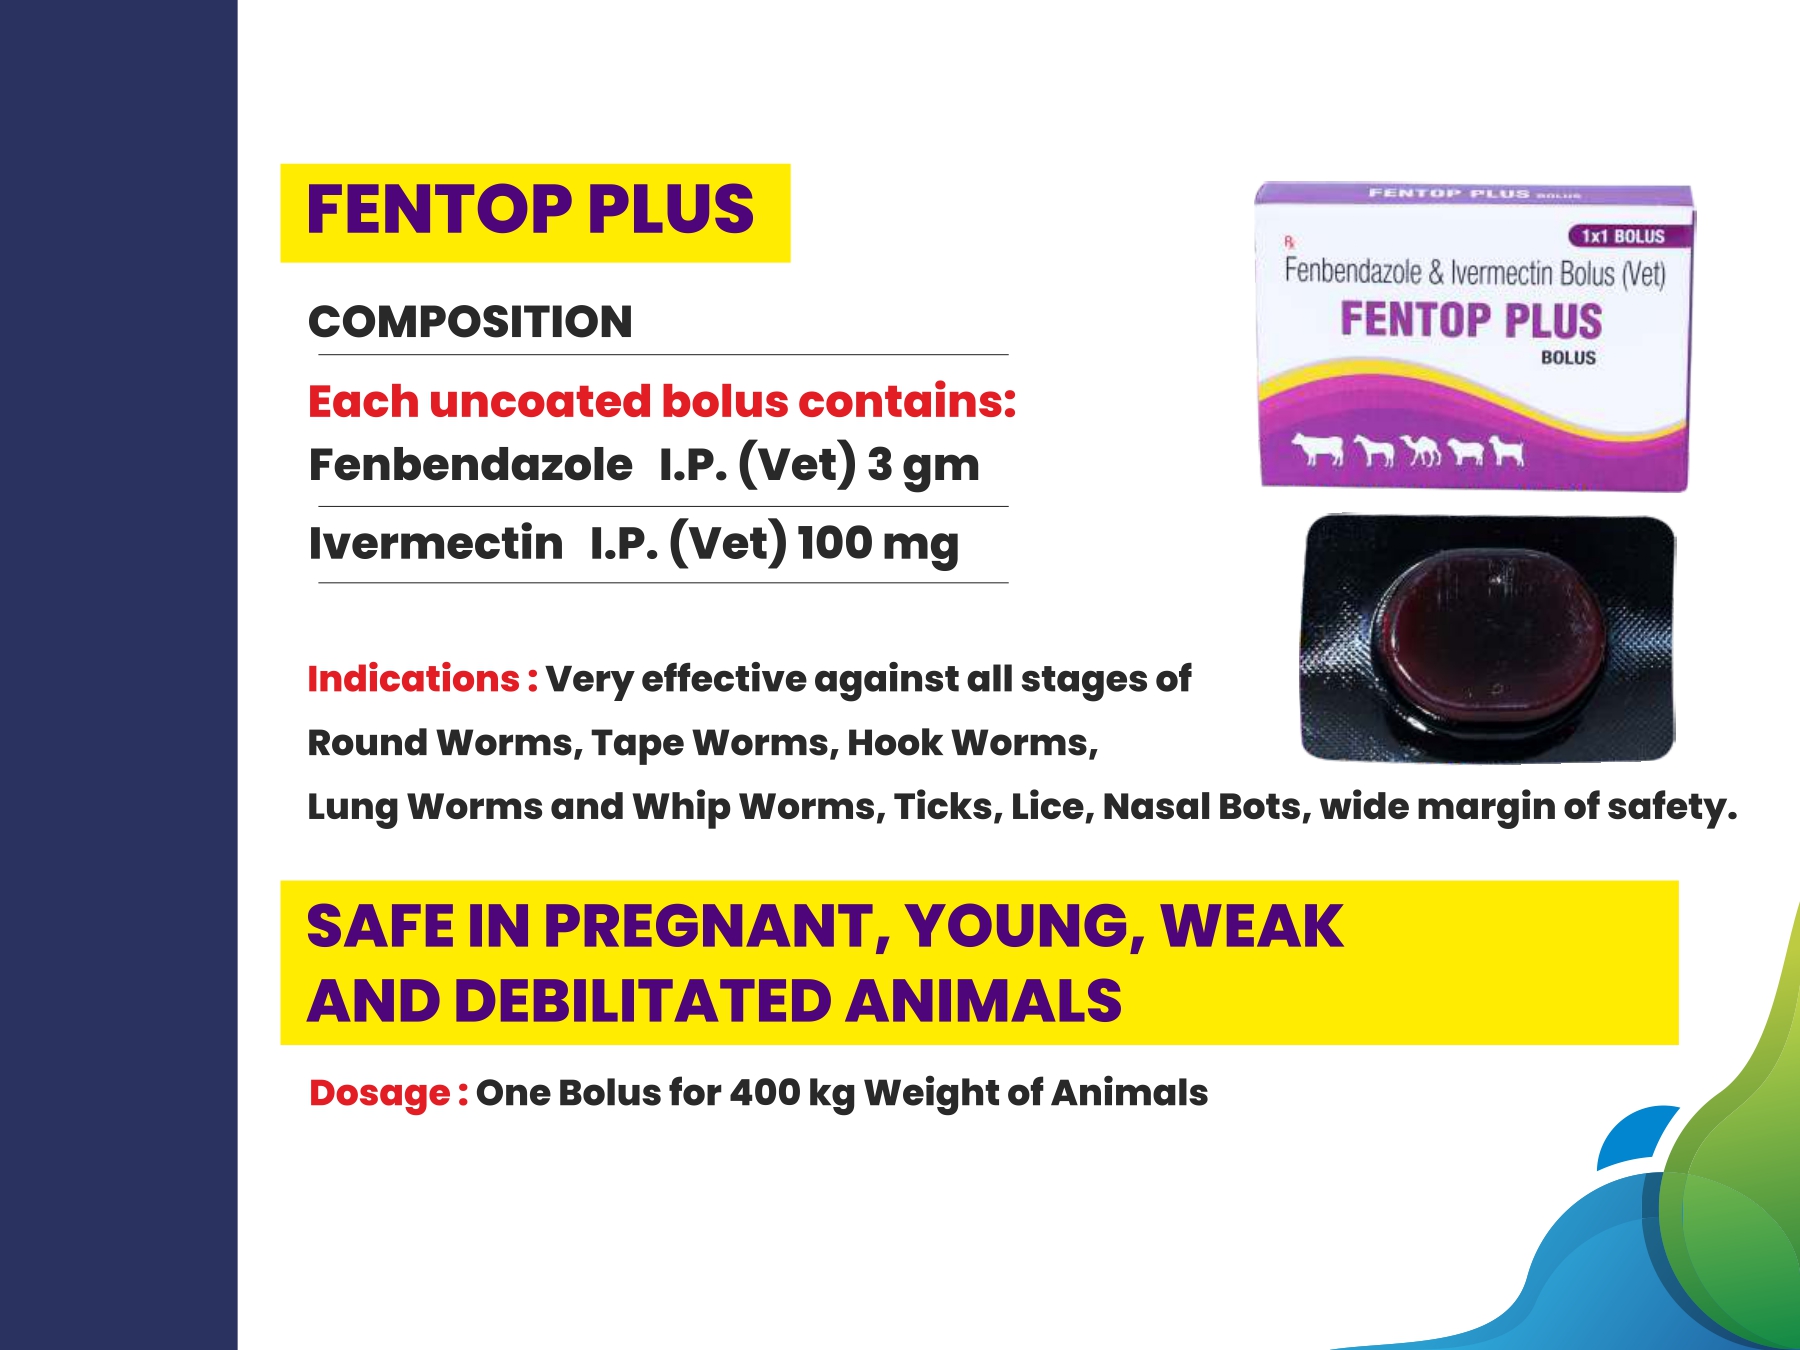 FENTOP PLUS
COMPOSITION
Each uncoated bolus contains:
Fenbendazole I.P. (Vet) 3 gm
Ivermectin I.P. (Vet) 100 mg
Indications : Very effective against all stages of
Round Worms, Tape Worms, Hook Worms,
Lung Worms and Whip Worms, Ticks, Lice, Nasal Bots, wide margin of safety.
SAFE IN PREGNANT, YOUNG, WEAK
AND DEBILITATED ANIMALS
Dosage : One Bolus for 400 kg Weight of Animals
FENTOP PLUS BOLUS
1x1 BOLUS
℞
Fenbendazole & Ivermectin Bolus (Vet)
FENTOP PLUS
BOLUS